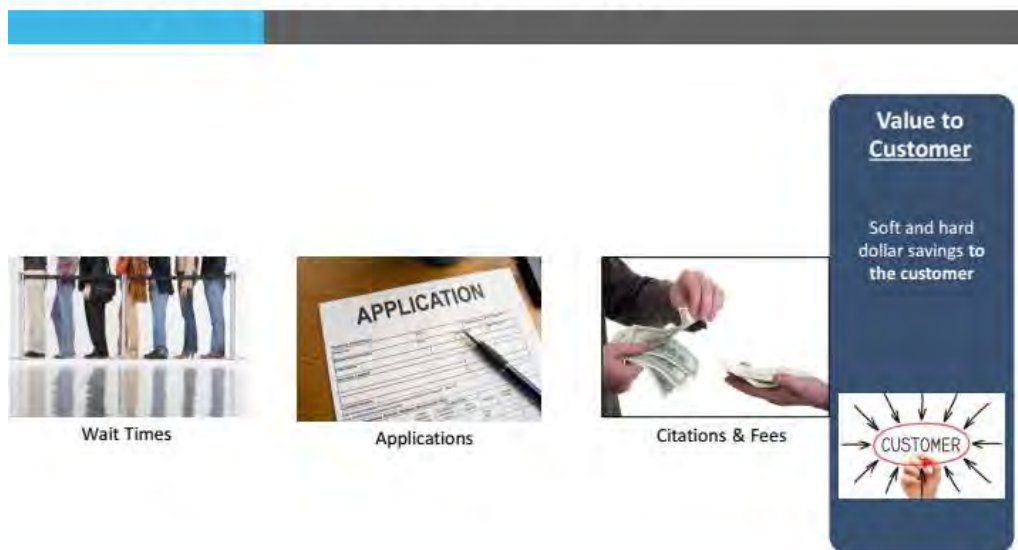 Value to
Customer
Soft and hard
dollar savings to
the customer
APPLICATION
CUSTOMER
Wait Times
Applications
Citations & Fees